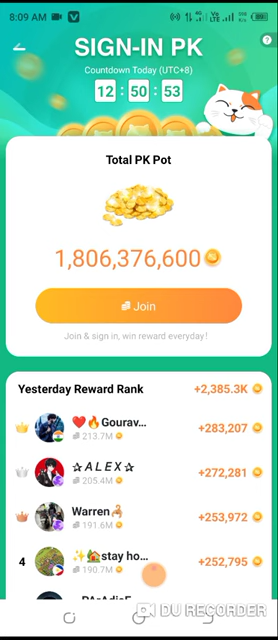 8:09 AM
4G
Vo
LTE
SIGN-IN PK
?
Countdown Today (UTC+8)
12 : 50 : 53
Total PK Pot
1,806,376,600
Join
Join & sign in, win reward everyday!
Yesterday Reward Rank +2,385.3K
❤️🔥Gourav... +283,207
213.7M
☆ALEX☆ +272,281
205.4M
Warren🦂 +253,972
191.6M
4 ✨🏡stay ho... +252,795
190.7M
DU RECORDER